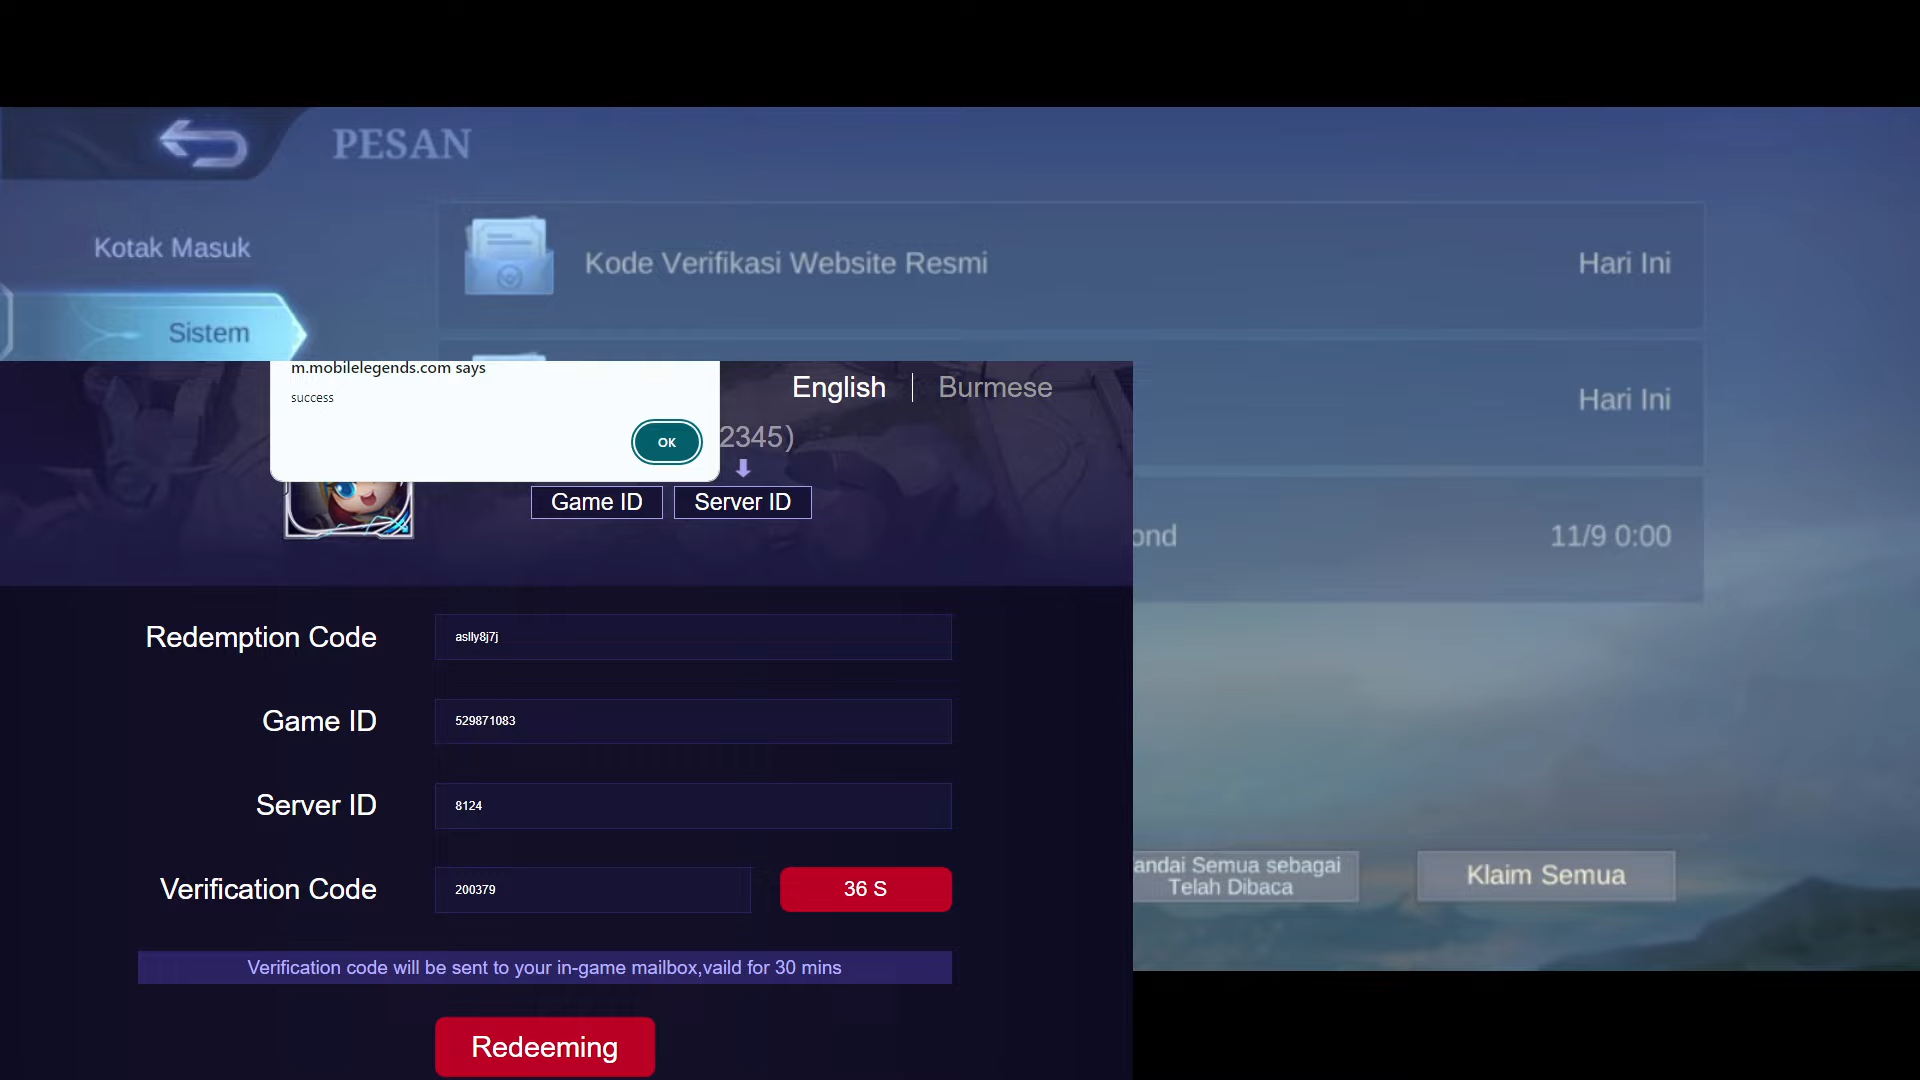 PESAN
Kotak Masuk
Kode Verifikasi Website Resmi
Hari Ini
Sistem
Hari Ini
ond
11/9 0:00
andai Semua sebagai
Telah Dibaca
Klaim Semua
m.mobilelegends.com says
success
OK
English
Burmese
2345)
Game ID
Server ID
Redemption Code
aslly8j7j
Game ID
529871083
Server ID
8124
Verification Code
200379
36 S
Verification code will be sent to your in-game mailbox,vaild for 30 mins
Redeeming